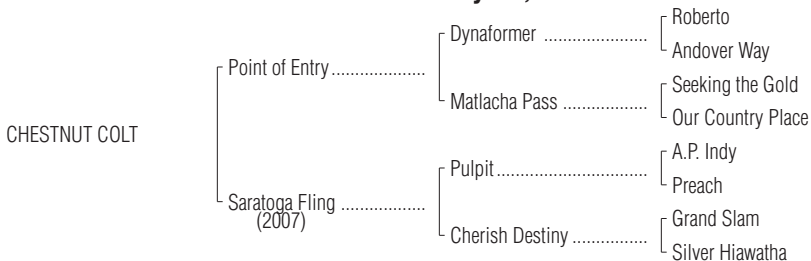 Roberto
Dynaformer ......................
Andover Way
Point of Entry....................
Seeking the Gold
Matlacha Pass ..................
Our Country Place
CHESTNUT COLT
A.P. Indy
Pulpit................................
Preach
Saratoga Fling ..................
(2007)
Grand Slam
Cherish Destiny ................
Silver Hiawatha